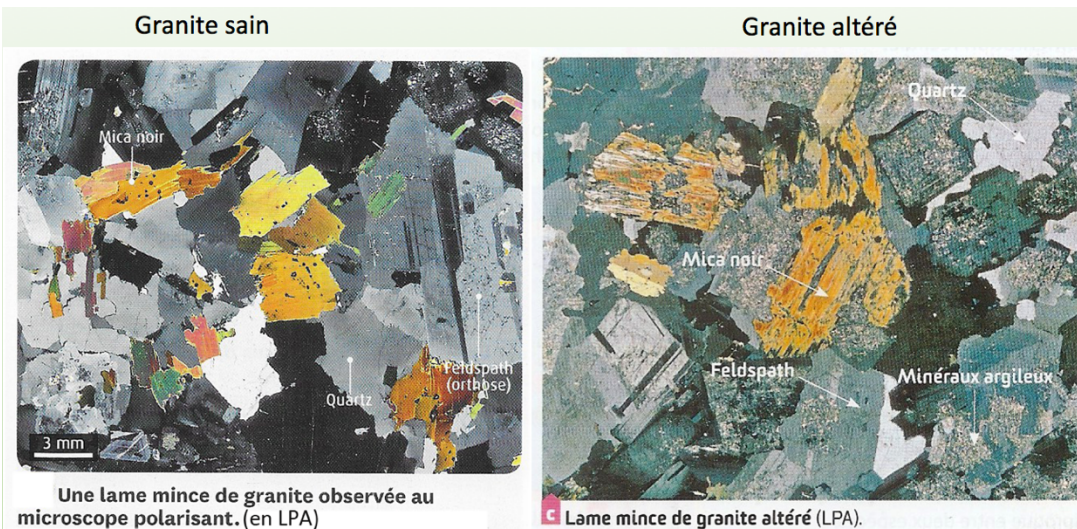 Granite sain
Granite altéré
Mica noir
Feldspath
(orthose)
Quartz
3 mm
Une lame mince de granite observée au
microscope polarisant. (en LPA)
Quartz
Mica noir
Feldspath
Minéraux argileux
c Lame mince de granite altéré (LPA).